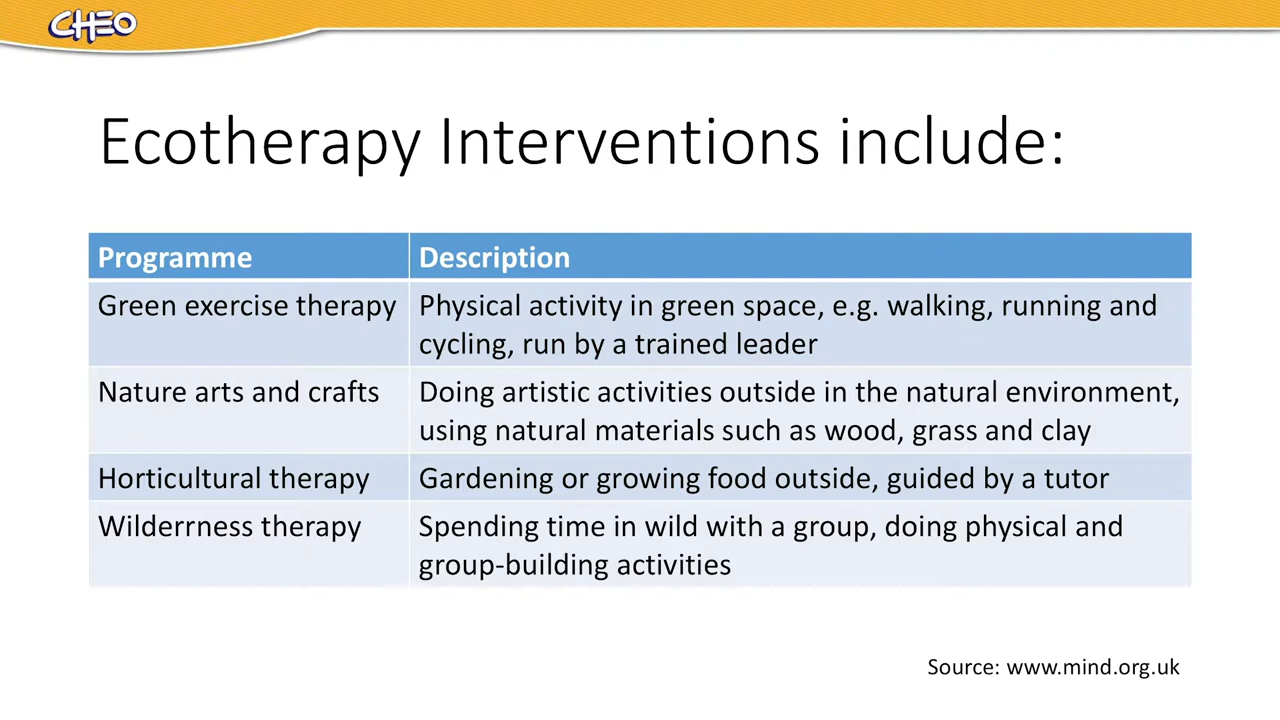 CHEO
Ecotherapy Interventions include:
Programme Description
Green exercise therapy Physical activity in green space, e.g. walking, running and
cycling, run by a trained leader
Nature arts and crafts Doing artistic activities outside in the natural environment,
using natural materials such as wood, grass and clay
Horticultural therapy Gardening or growing food outside, guided by a tutor
Wilderrness therapy Spending time in wild with a group, doing physical and
group-building activities
Source: www.mind.org.uk